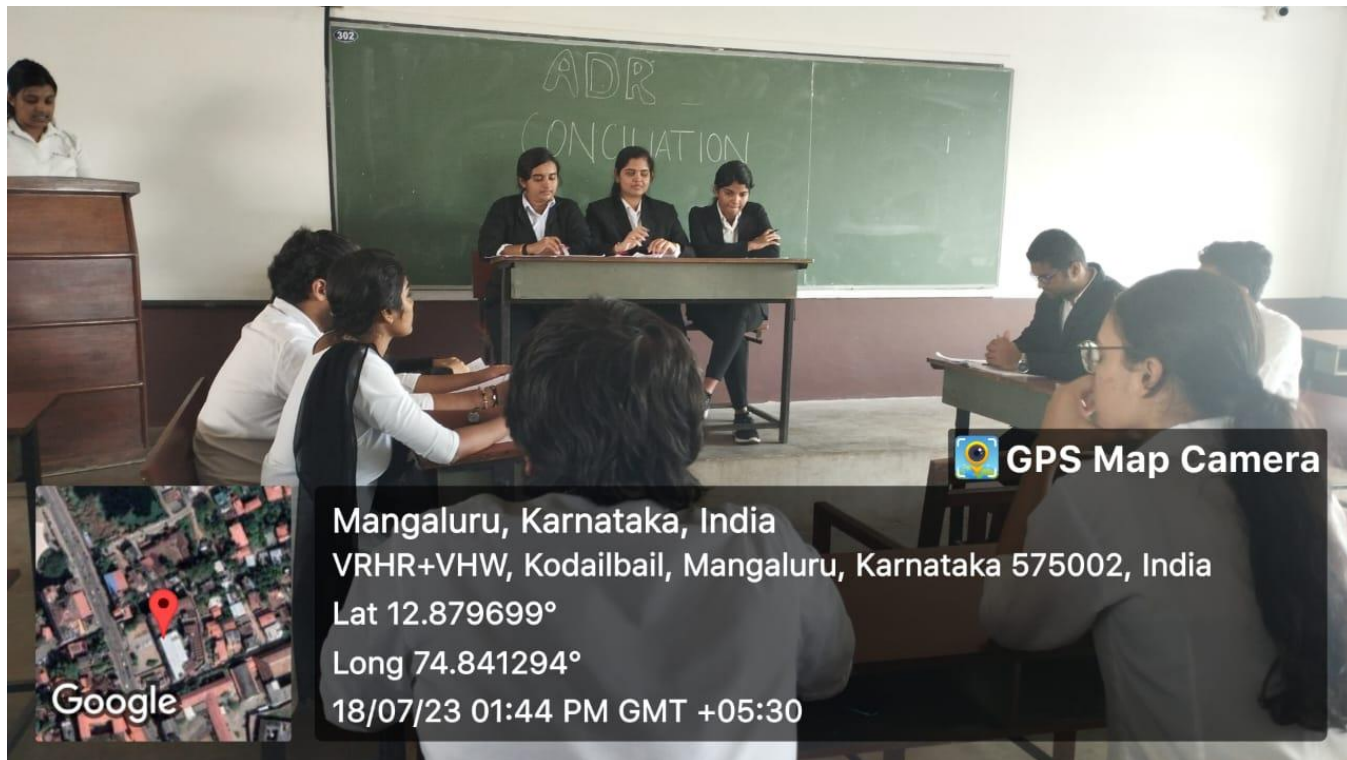 302
ADR
CONCILIATION
GPS Map Camera
Mangaluru, Karnataka, India
VRHR+VHW, Kodailbail, Mangaluru, Karnataka 575002, India
Lat 12.879699°
Long 74.841294°
18/07/23 01:44 PM GMT +05:30
Google